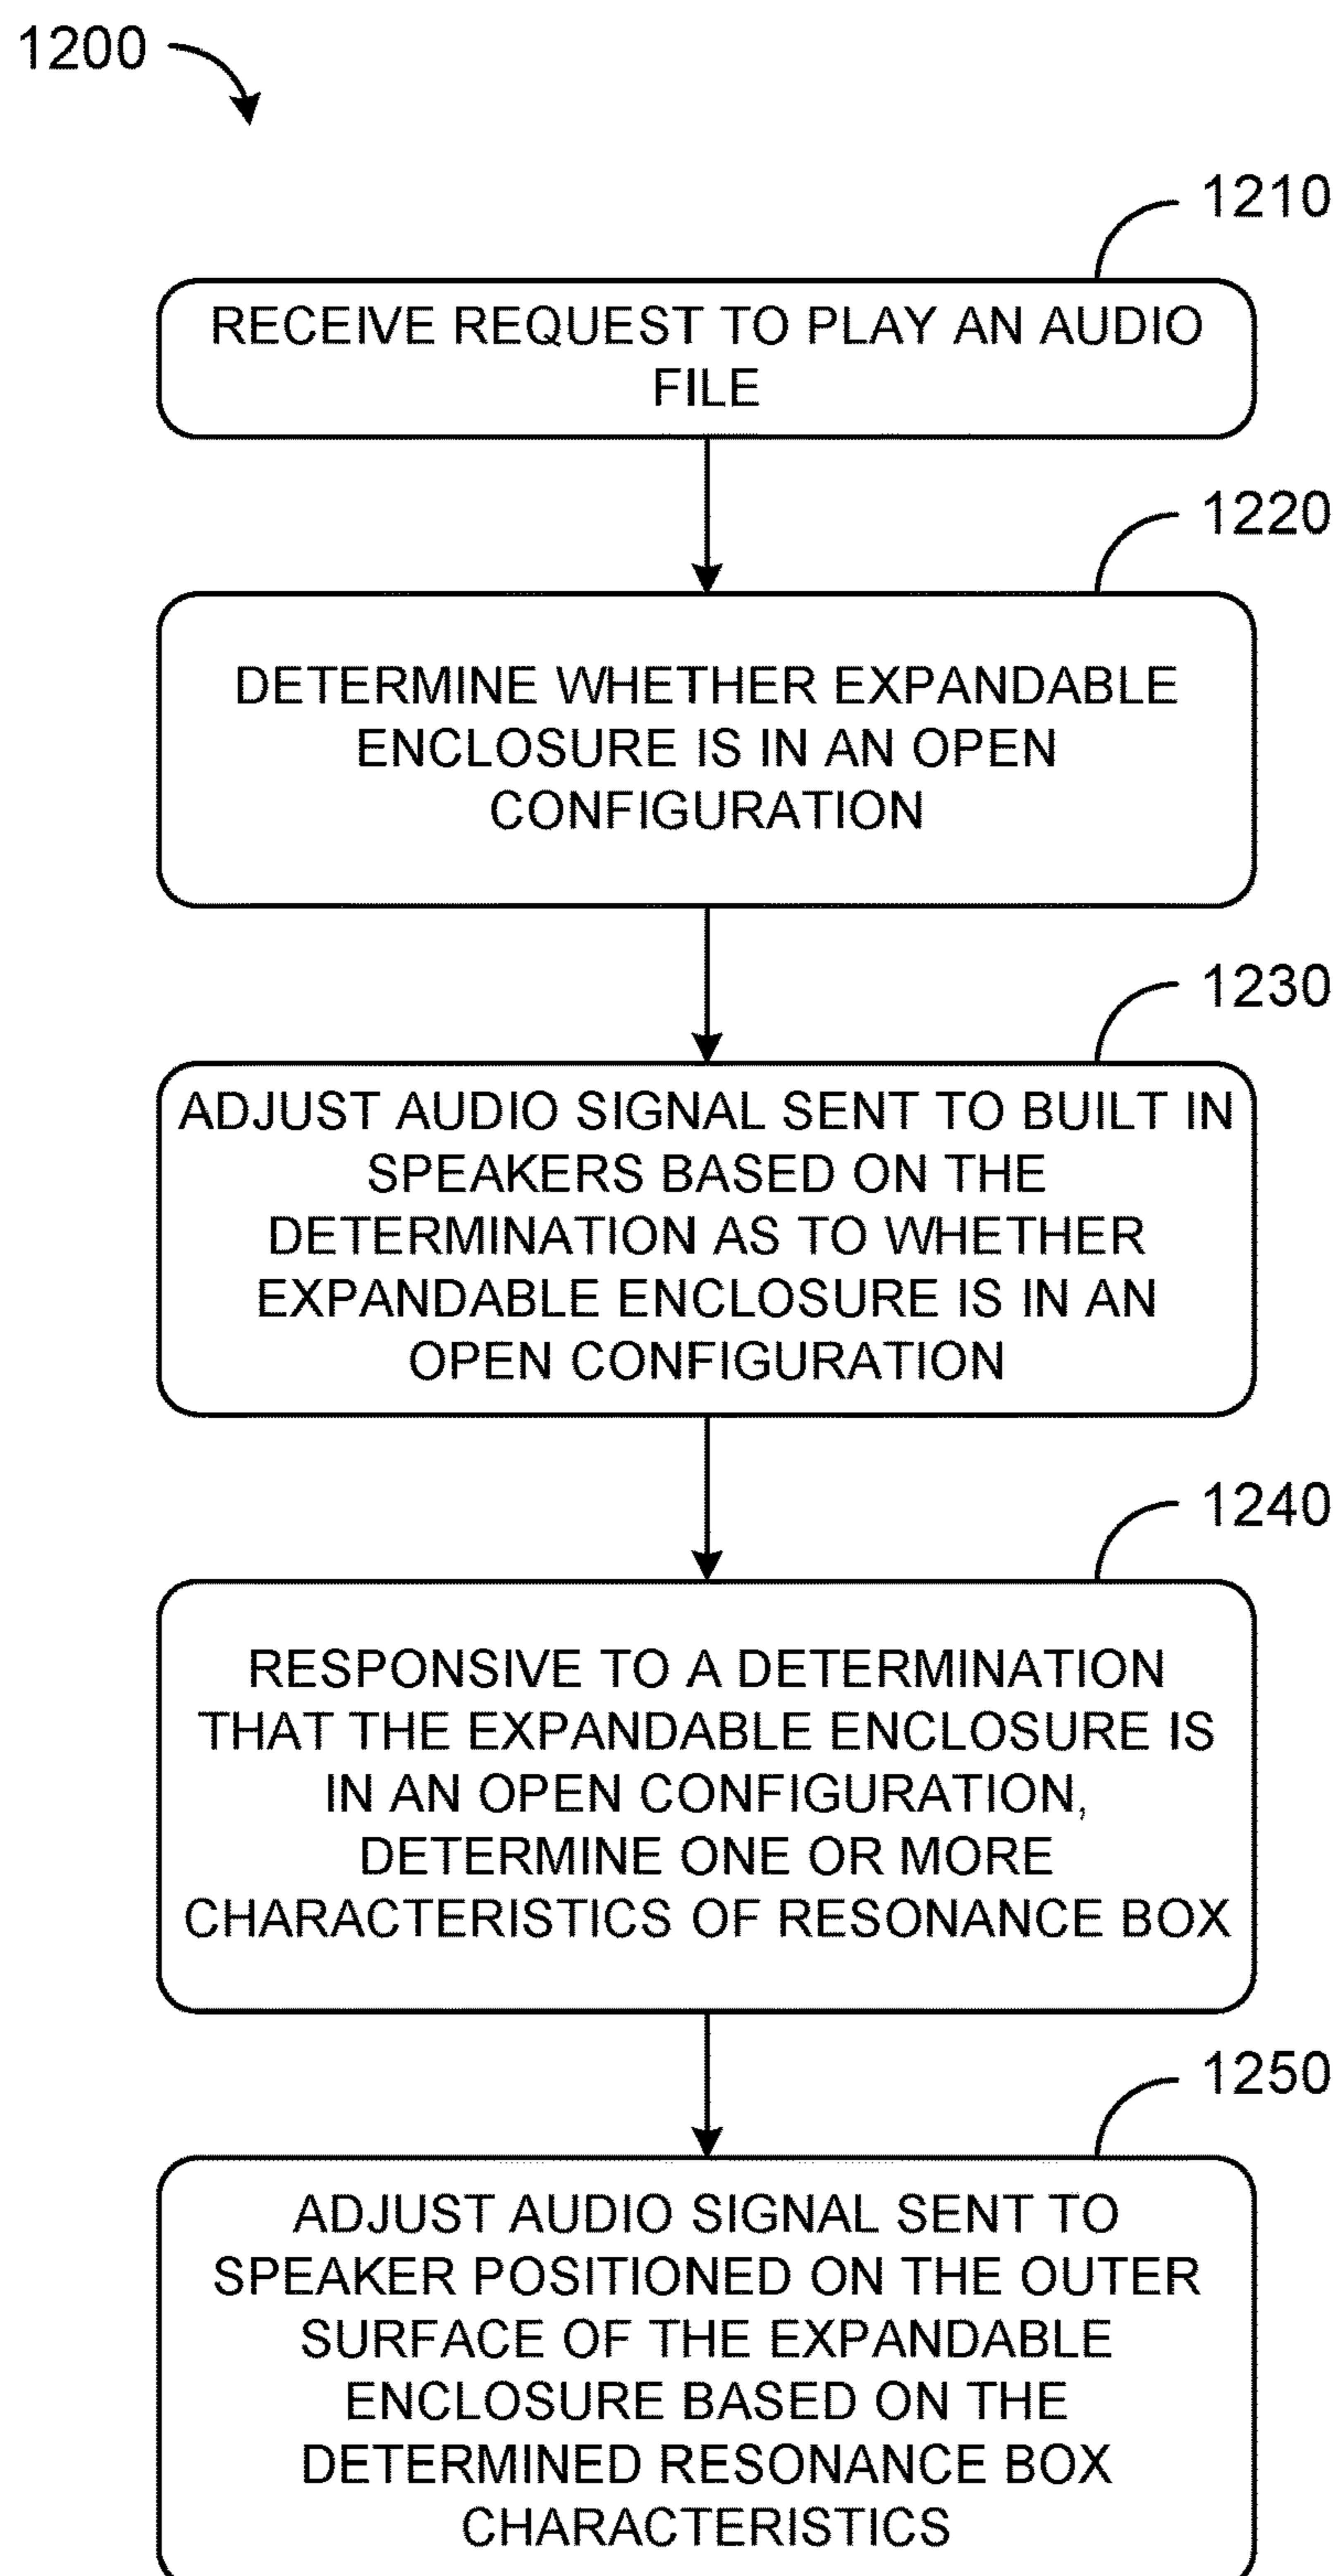 1200
1210
RECEIVE REQUEST TO PLAY AN AUDIO
FILE
1220
DETERMINE WHETHER EXPANDABLE
ENCLOSURE IS IN AN OPEN
CONFIGURATION
1230
ADJUST AUDIO SIGNAL SENT TO BUILT IN
SPEAKERS BASED ON THE
DETERMINATION AS TO WHETHER
EXPANDABLE ENCLOSURE IS IN AN
OPEN CONFIGURATION
1240
RESPONSIVE TO A DETERMINATION
THAT THE EXPANDABLE ENCLOSURE IS
IN AN OPEN CONFIGURATION,
DETERMINE ONE OR MORE
CHARACTERISTICS OF RESONANCE BOX
1250
ADJUST AUDIO SIGNAL SENT TO
SPEAKER POSITIONED ON THE OUTER
SURFACE OF THE EXPANDABLE
ENCLOSURE BASED ON THE
DETERMINED RESONANCE BOX
CHARACTERISTICS